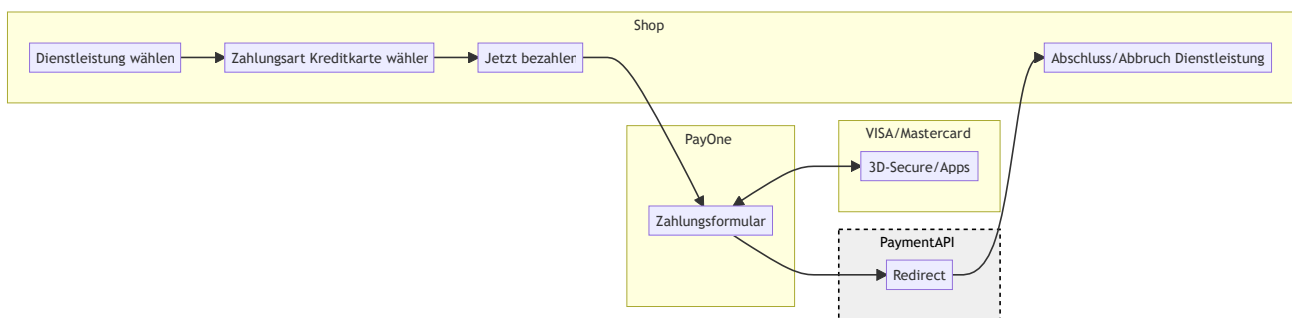 Shop
Dienstleistung wählen
Zahlungsart Kreditkarte wählen
Jetzt bezahlen
Abschluss/Abbruch Dienstleistung
PayOne
VISA/Mastercard
3D-Secure/Apps
Zahlungsformular
PaymentAPI
Redirect